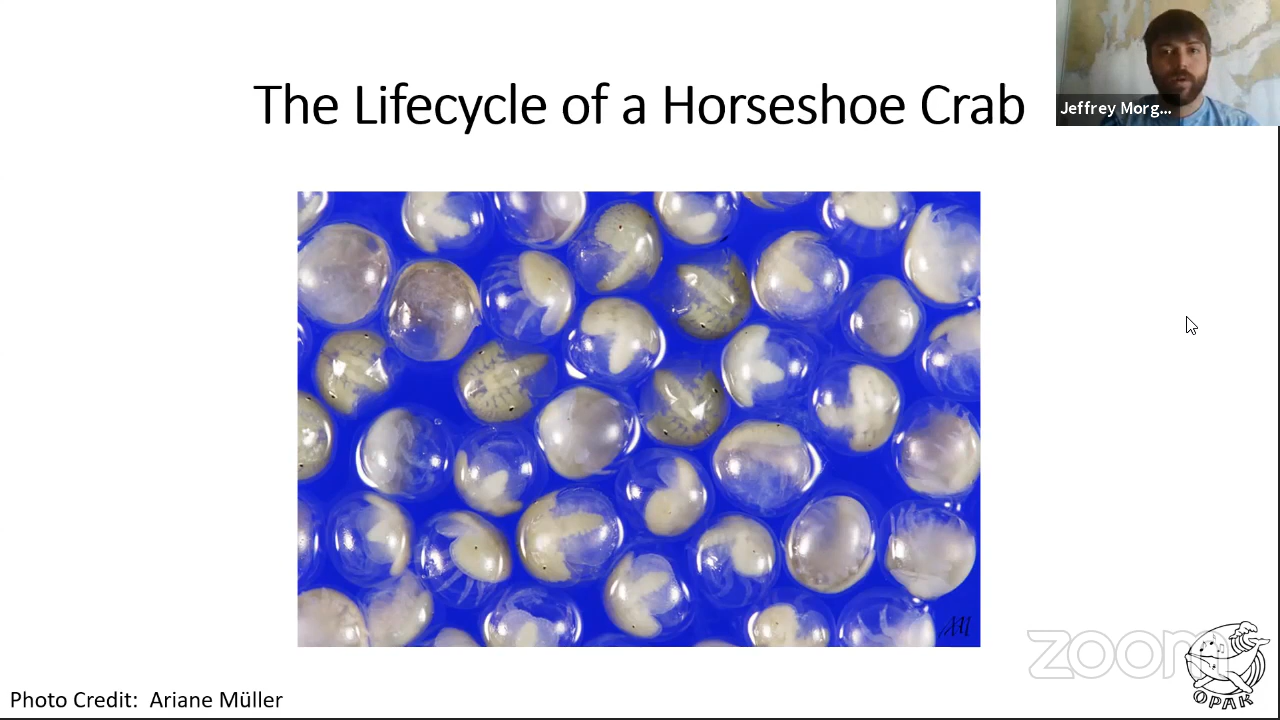 The Lifecycle of a Horseshoe Crab
Jeffrey Morg...
zoom
OPAK
Photo Credit: Ariane Müller